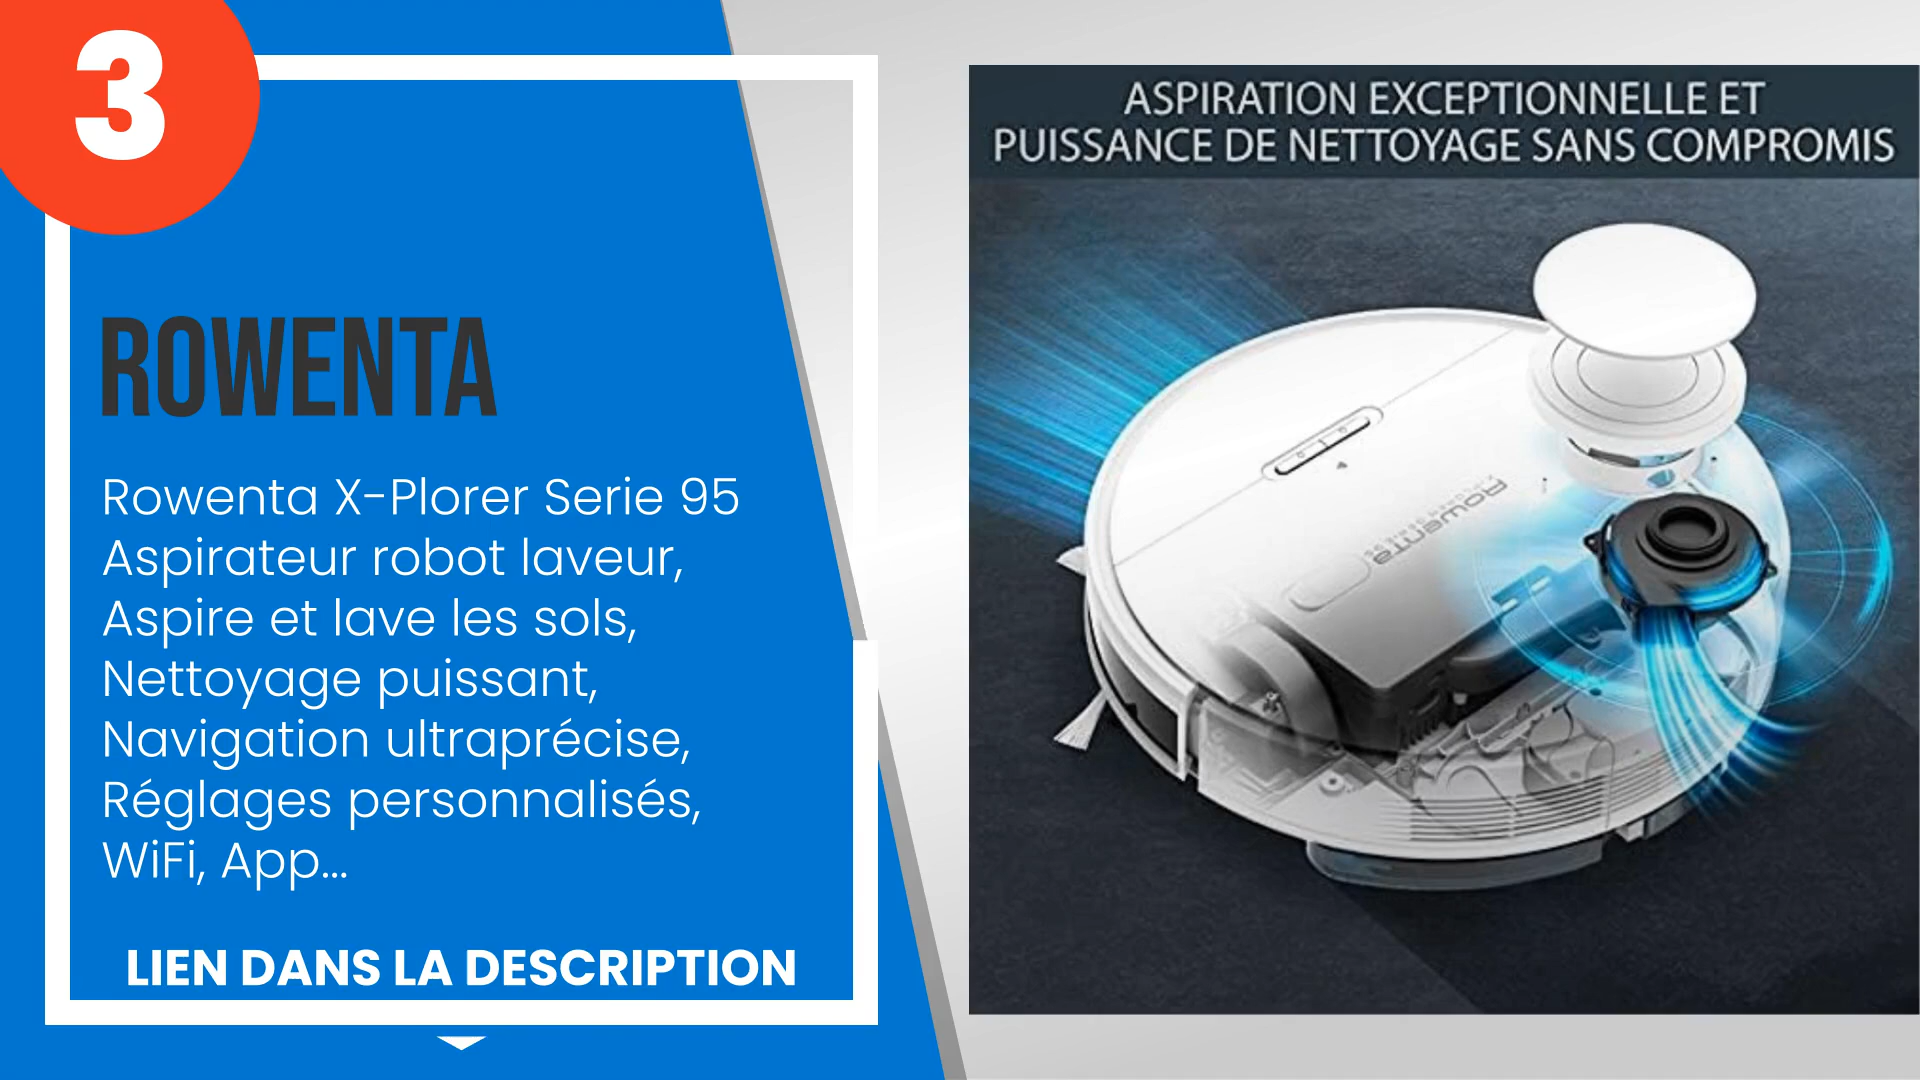 3
ROWENTA
Rowenta X-Plorer Serie 95
Aspirateur robot laveur,
Aspire et lave les sols,
Nettoyage puissant,
Navigation ultraprécise,
Réglages personnalisés,
WiFi, App...
LIEN DANS LA DESCRIPTION
ASPIRATION EXCEPTIONNELLE ET
PUISSANCE DE NETTOYAGE SANS COMPROMIS
Rowenta